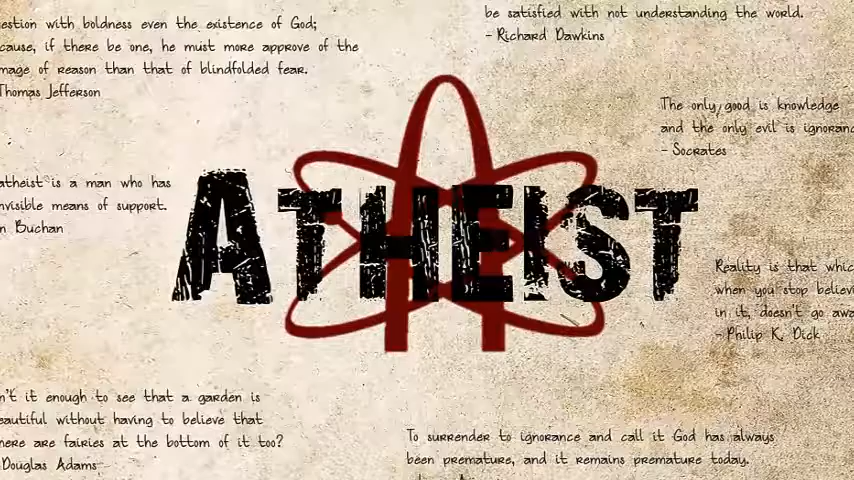 be satisfied with not understanding the world.
- Richard Dawkins
estion with boldness even the existence of God;
cause, if there be one, he must more approve of the
mage of reason than that of blindfolded fear.
Thomas Jefferson
The only good is knowledge
and the only evil is ignoranc
- Socrates
atheist is a man who has
nvisible means of support.
n Buchan
ATHEIST
Reality is that whic
when you stop believi
in it, doesn't go awa
- Philip K. Dick
n't it enough to see that a garden is
eautiful without having to believe that
here are fairies at the bottom of it too?
Douglas Adams
To surrender to ignorance and call it God has always
been premature, and it remains premature today.